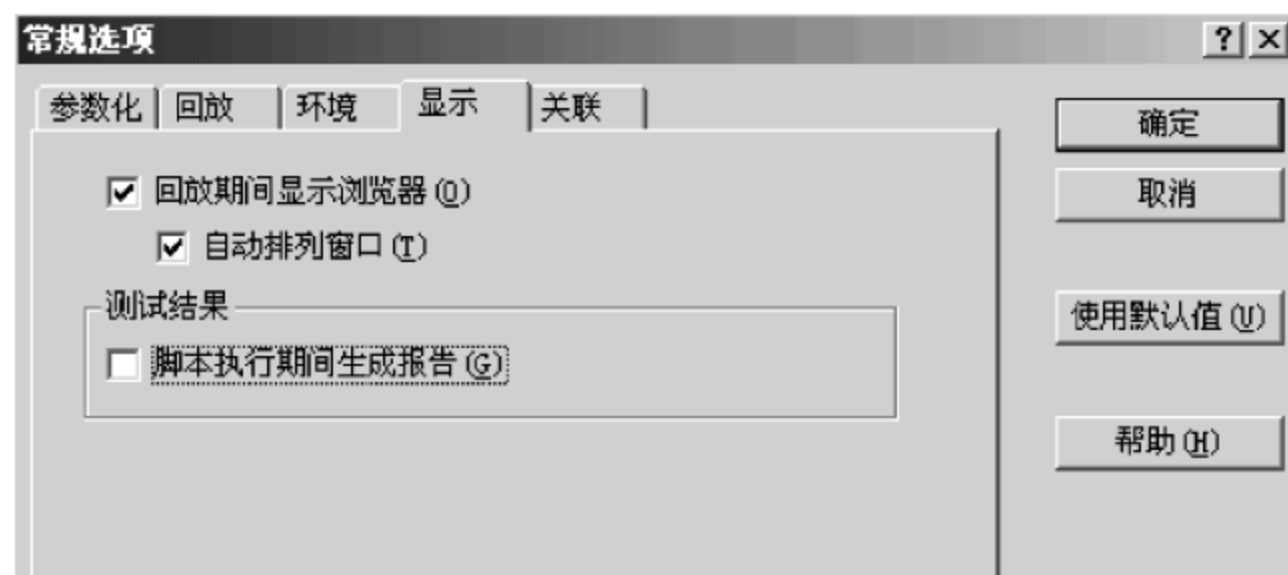 常规选项
参数化 回放 环境 显示 关联
确定
回放期间显示浏览器(O)
取消
自动排列窗口(T)
测试结果
使用默认值(U)
脚本执行期间生成报告(G)
帮助(H)